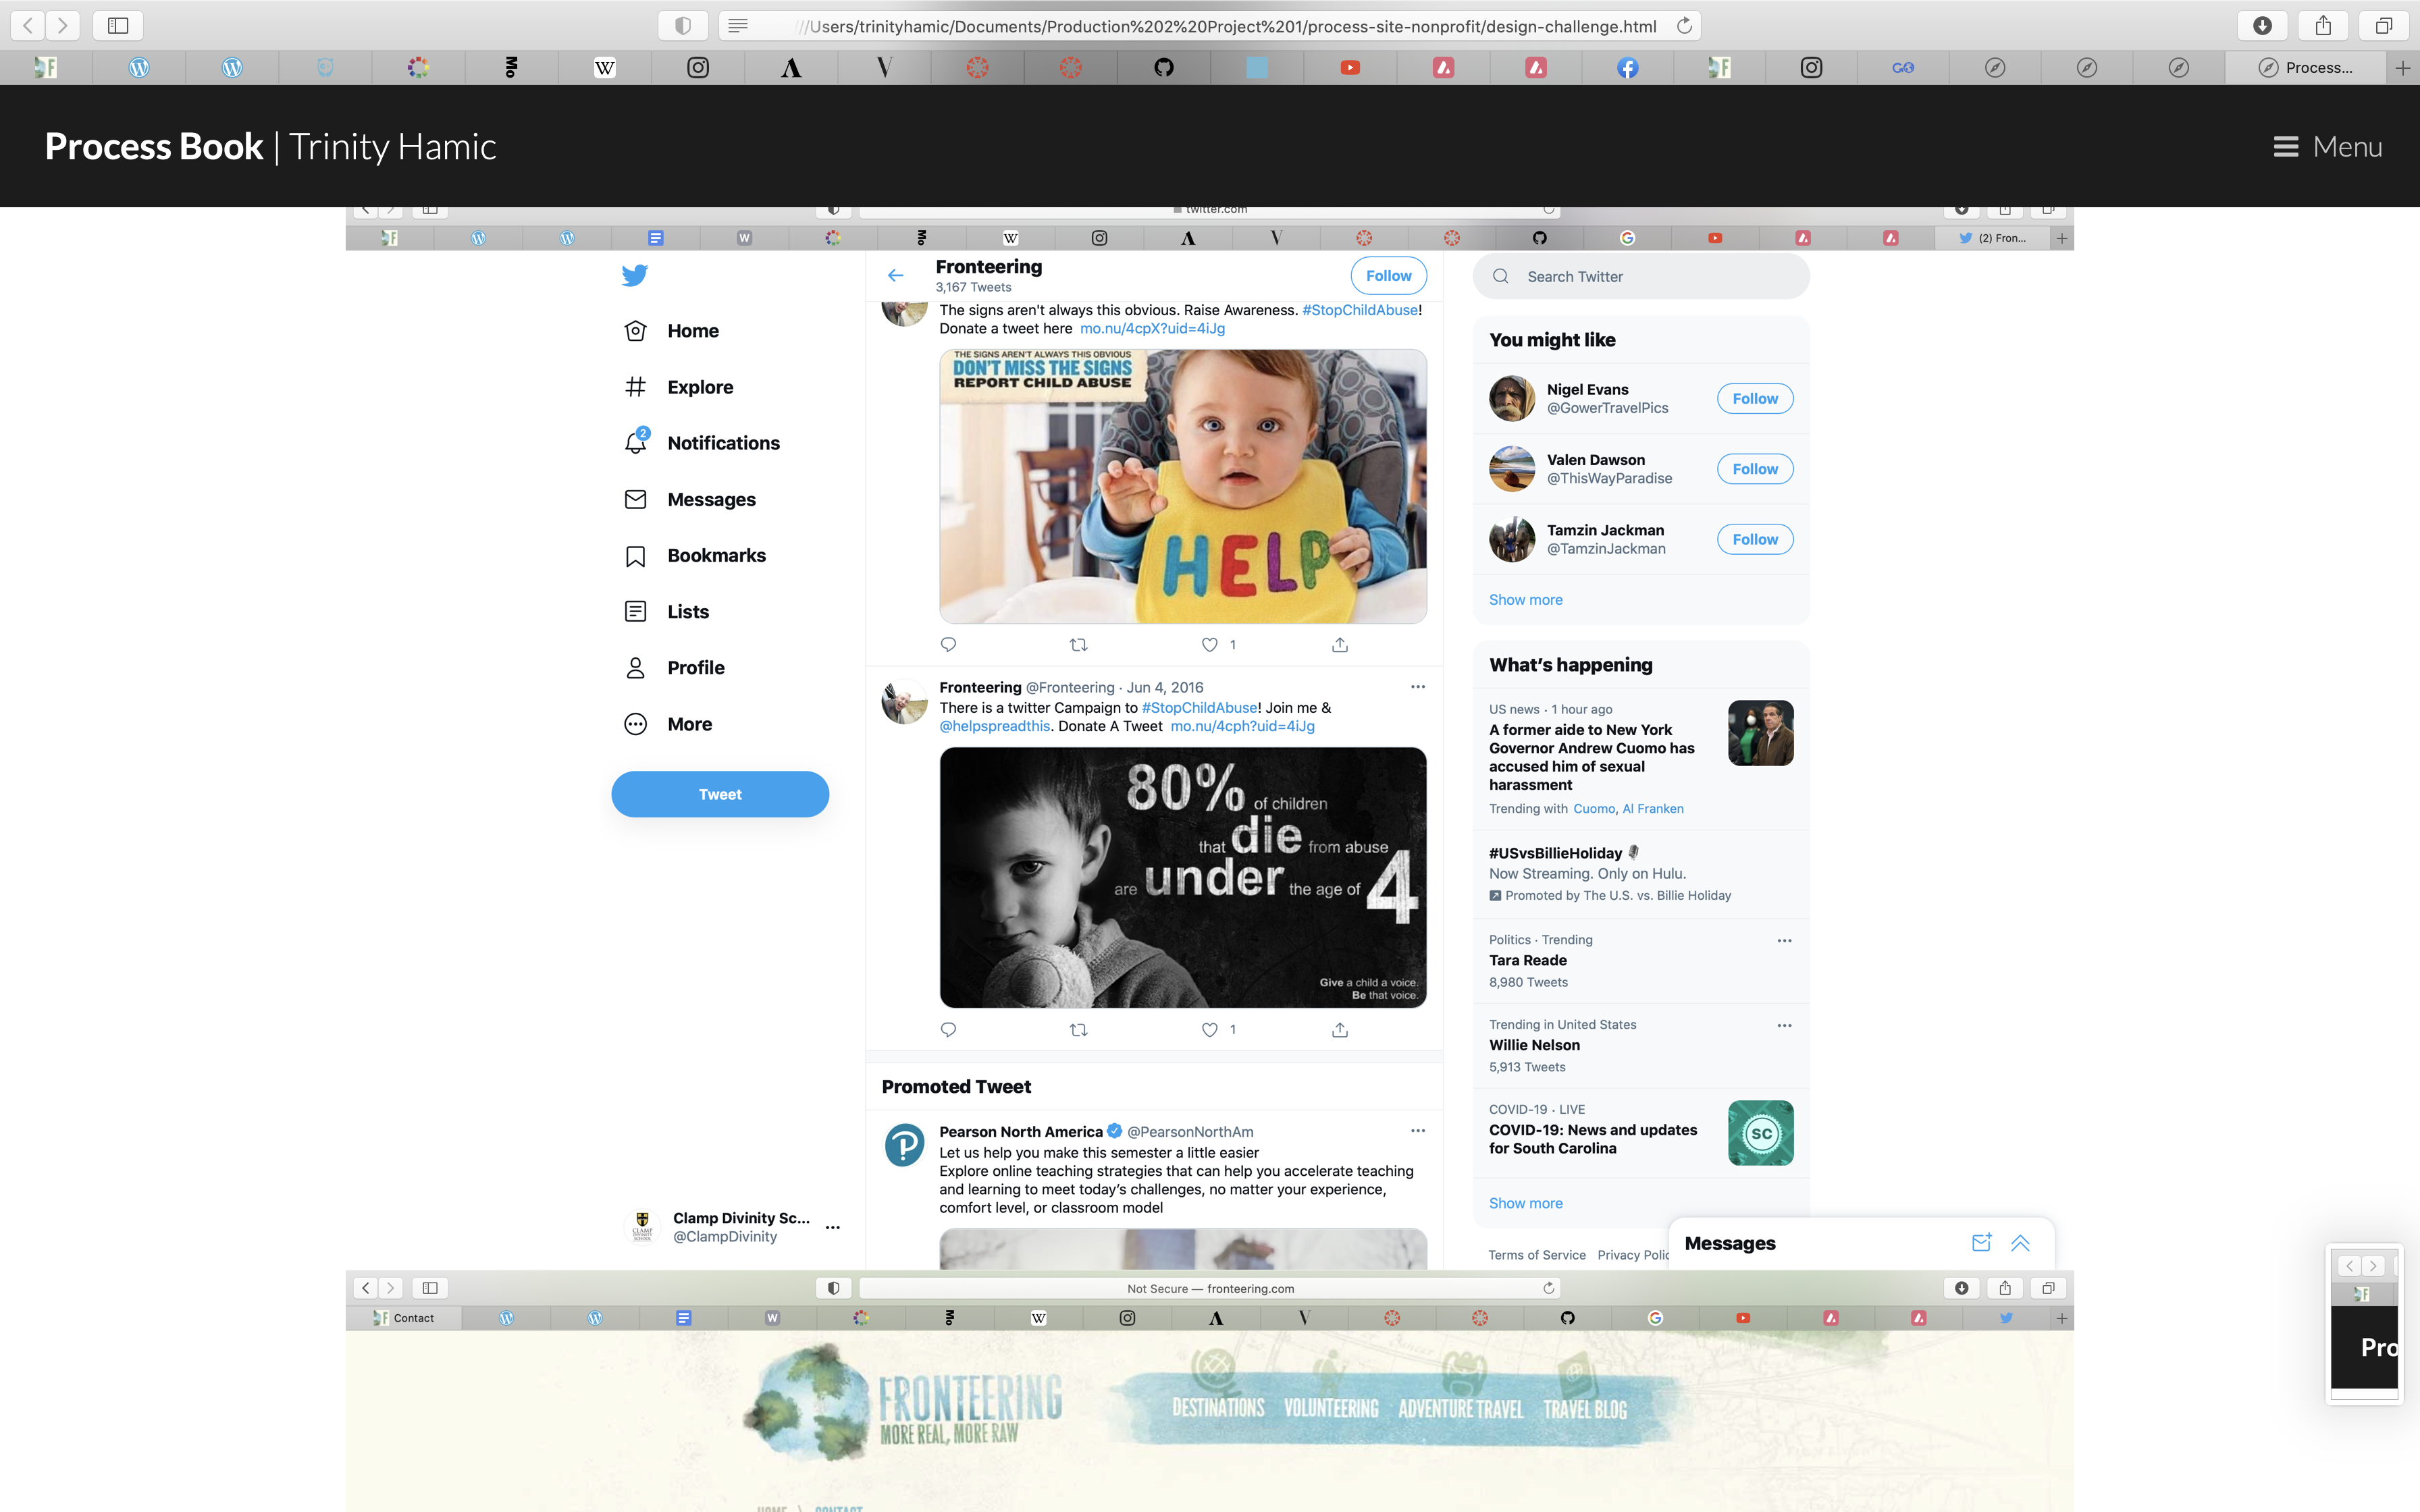 ///Users/trinityhamic/Documents/Production%202%20Project%201/process-site-nonprofit/design-challenge.html
Process...
Process Book | Trinity Hamic
Menu
twitter.com
(2) Fron...
Home
Explore
2
Notifications
Messages
Bookmarks
Lists
Profile
More
Tweet
Clamp Divinity Sc...
@ClampDivinity
Fronteering
3,167 Tweets
Follow
The signs aren't always this obvious. Raise Awareness. #StopChildAbuse!
Donate a tweet here mo.nu/4cpX?uid=4iJg
THE SIGNS AREN'T ALWAYS THIS OBVIOUS
DON'T MISS THE SIGNS
REPORT CHILD ABUSE
HELP
1
Fronteering @Fronteering · Jun 4, 2016
There is a twitter Campaign to #StopChildAbuse! Join me &
@helpspreadthis. Donate A Tweet mo.nu/4cph?uid=4iJg
80% of children
that die from abuse
are under the age of 4
Give a child a voice.
Be that voice.
1
Promoted Tweet
Pearson North America @PearsonNorthAm
Let us help you make this semester a little easier
Explore online teaching strategies that can help you accelerate teaching
and learning to meet today's challenges, no matter your experience,
comfort level, or classroom model
Search Twitter
You might like
Nigel Evans
@GowerTravelPics
Follow
Valen Dawson
@ThisWayParadise
Follow
Tamzin Jackman
@TamzinJackman
Follow
Show more
What's happening
US news · 1 hour ago
A former aide to New York
Governor Andrew Cuomo has
accused him of sexual
harassment
Trending with Cuomo, Al Franken
#USvsBillieHoliday
Now Streaming. Only on Hulu.
Promoted by The U.S. vs. Billie Holiday
Politics · Trending
Tara Reade
8,980 Tweets
Trending in United States
Willie Nelson
5,913 Tweets
COVID-19 · LIVE
COVID-19: News and updates
for South Carolina
SC
Show more
Terms of Service Privacy Polic
Messages
Not Secure — fronteering.com
Contact
FRONTEERING
MORE REAL, MORE RAW
DESTINATIONS VOLUNTEERING ADVENTURE TRAVEL TRAVEL BLOG
HOME \ CONTACT
Pro